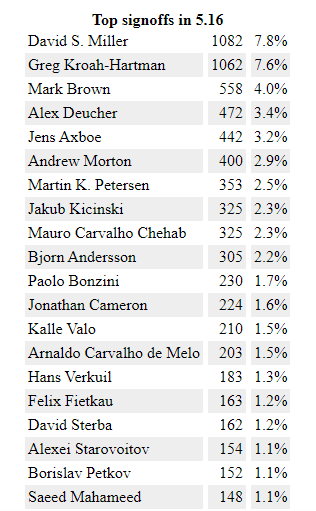 Top signoffs in 5.16
David S. Miller 1082 7.8%
Greg Kroah-Hartman 1062 7.6%
Mark Brown 558 4.0%
Alex Deucher 472 3.4%
Jens Axboe 442 3.2%
Andrew Morton 400 2.9%
Martin K. Petersen 353 2.5%
Jakub Kicinski 325 2.3%
Mauro Carvalho Chehab 325 2.3%
Bjorn Andersson 305 2.2%
Paolo Bonzini 230 1.7%
Jonathan Cameron 224 1.6%
Kalle Valo 210 1.5%
Arnaldo Carvalho de Melo 203 1.5%
Hans Verkuil 183 1.3%
Felix Fietkau 163 1.2%
David Sterba 162 1.2%
Alexei Starovoitov 154 1.1%
Borislav Petkov 152 1.1%
Saeed Mahameed 148 1.1%